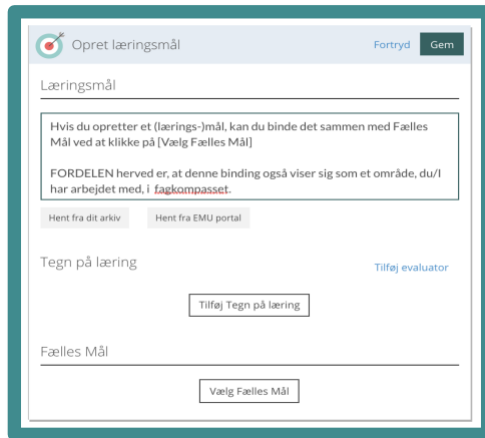 Opret læringsmål
Fortryd
Gem
Læringsmål
Hvis du opretter et (lærings-)mål, kan du binde det sammen med Fælles
Mål ved at klikke på [Vælg Fælles Mål]
FORDELEN herved er, at denne binding også viser sig som et område, du/I
har arbejdet med, i fagkompasset.
Hent fra dit arkiv
Hent fra EMU portal
Tegn på læring
Tilføj evaluator
Tilføj Tegn på læring
Fælles Mål
Vælg Fælles Mål